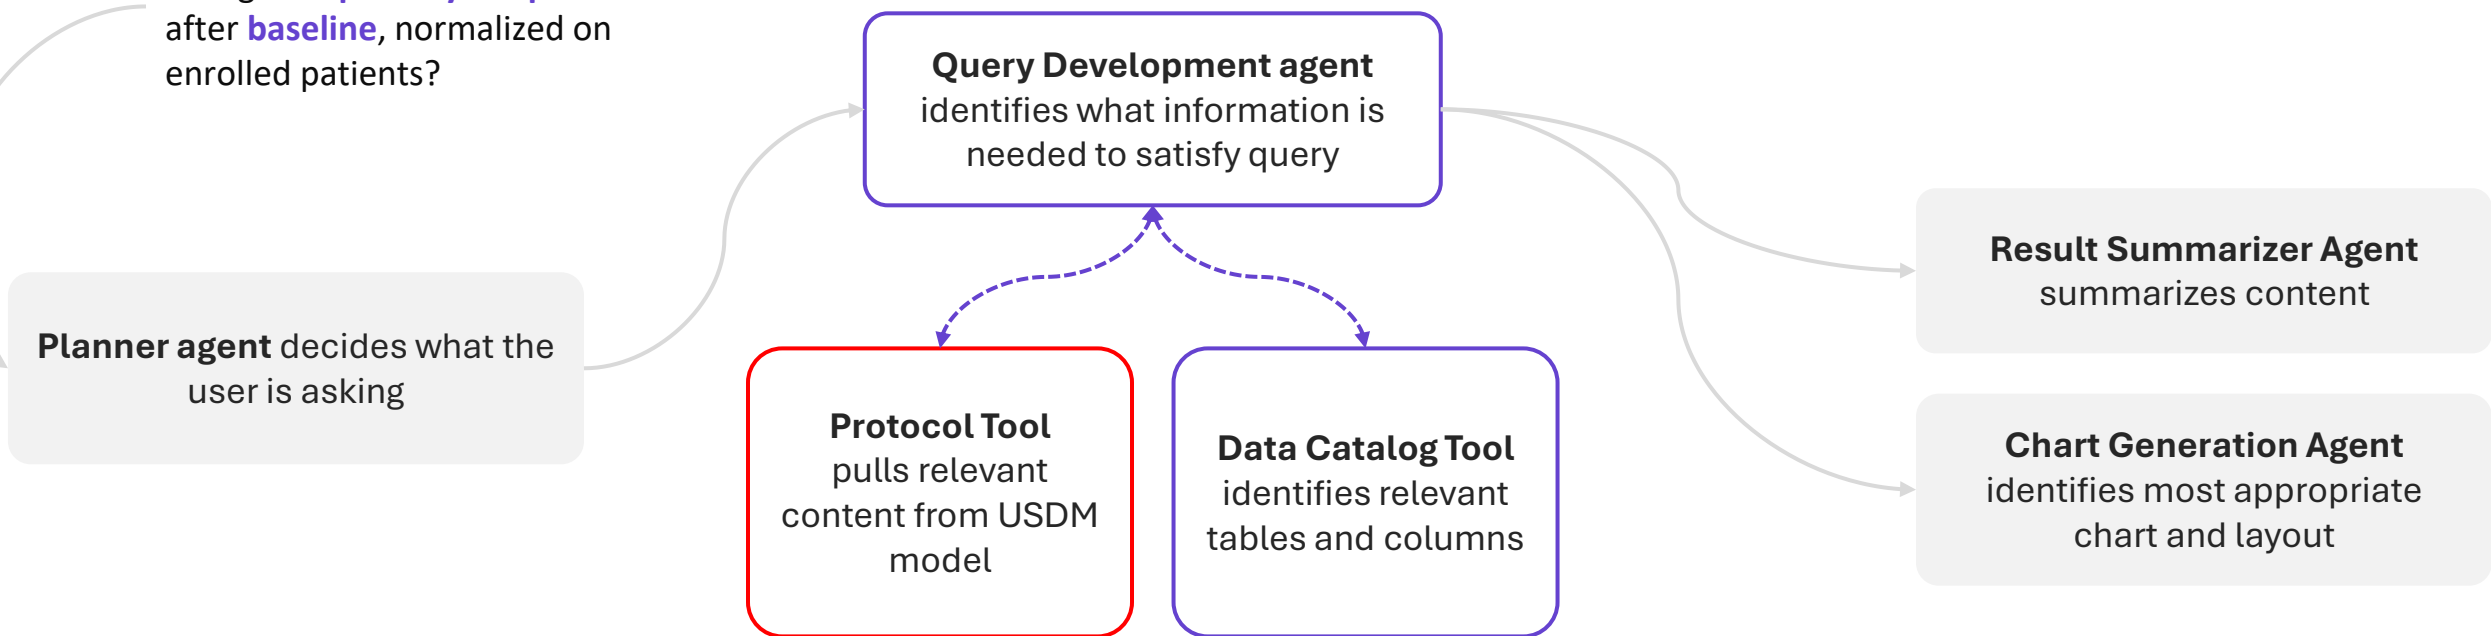 after baseline, normalized on
enrolled patients?
Query Development agent
identifies what information is
needed to satisfy query
Planner agent decides what the
user is asking
Protocol Tool
pulls relevant
content from USDM
model
Data Catalog Tool
identifies relevant
tables and columns
Result Summarizer Agent
summarizes content
Chart Generation Agent
identifies most appropriate
chart and layout